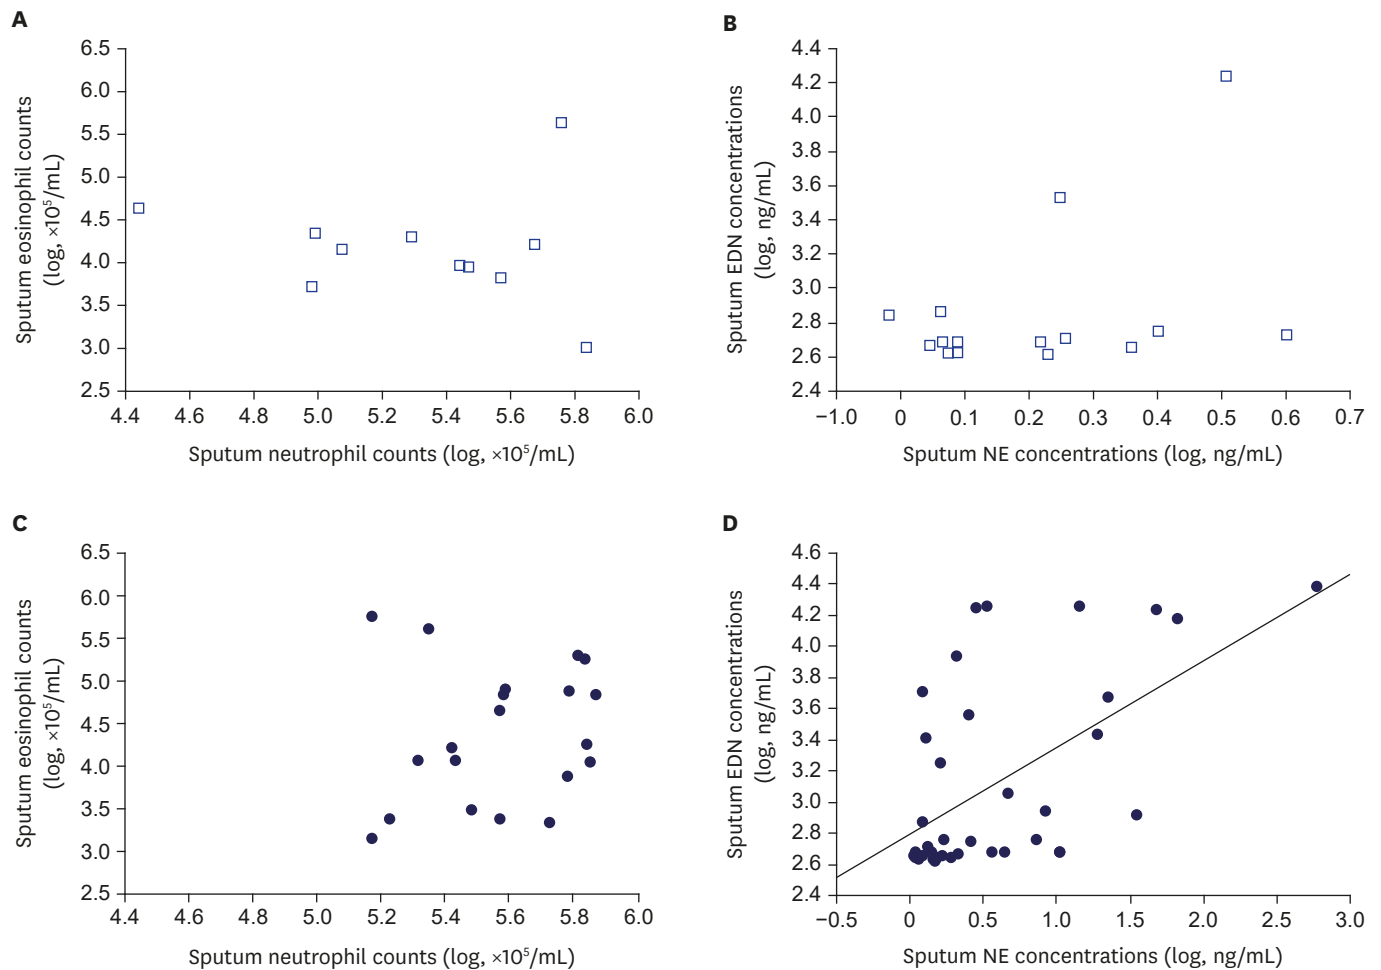 A
6.5
6.0
5.5
5.0
4.5
4.0
3.5
3.0
2.5
Sputum eosinophil counts
(log, ×10⁵/mL)
4.4 4.6 4.8 5.0 5.2 5.4 5.6 5.8 6.0
Sputum neutrophil counts (log, ×10⁵/mL)
B
4.4
4.2
4.0
3.8
3.6
3.4
3.2
3.0
2.8
2.6
2.4
Sputum EDN concentrations
(log, ng/mL)
−1.0 0 0.1 0.2 0.3 0.4 0.5 0.6 0.7
Sputum NE concentrations (log, ng/mL)
C
6.5
6.0
5.5
5.0
4.5
4.0
3.5
3.0
2.5
Sputum eosinophil counts
(log, ×10⁵/mL)
4.4 4.6 4.8 5.0 5.2 5.4 5.6 5.8 6.0
Sputum neutrophil counts (log, ×10⁵/mL)
D
4.6
4.4
4.2
4.0
3.8
3.6
3.4
3.2
3.0
2.8
2.6
2.4
Sputum EDN concentrations
(log, ng/mL)
−0.5 0 0.5 1.0 1.5 2.0 2.5 3.0
Sputum NE concentrations (log, ng/mL)